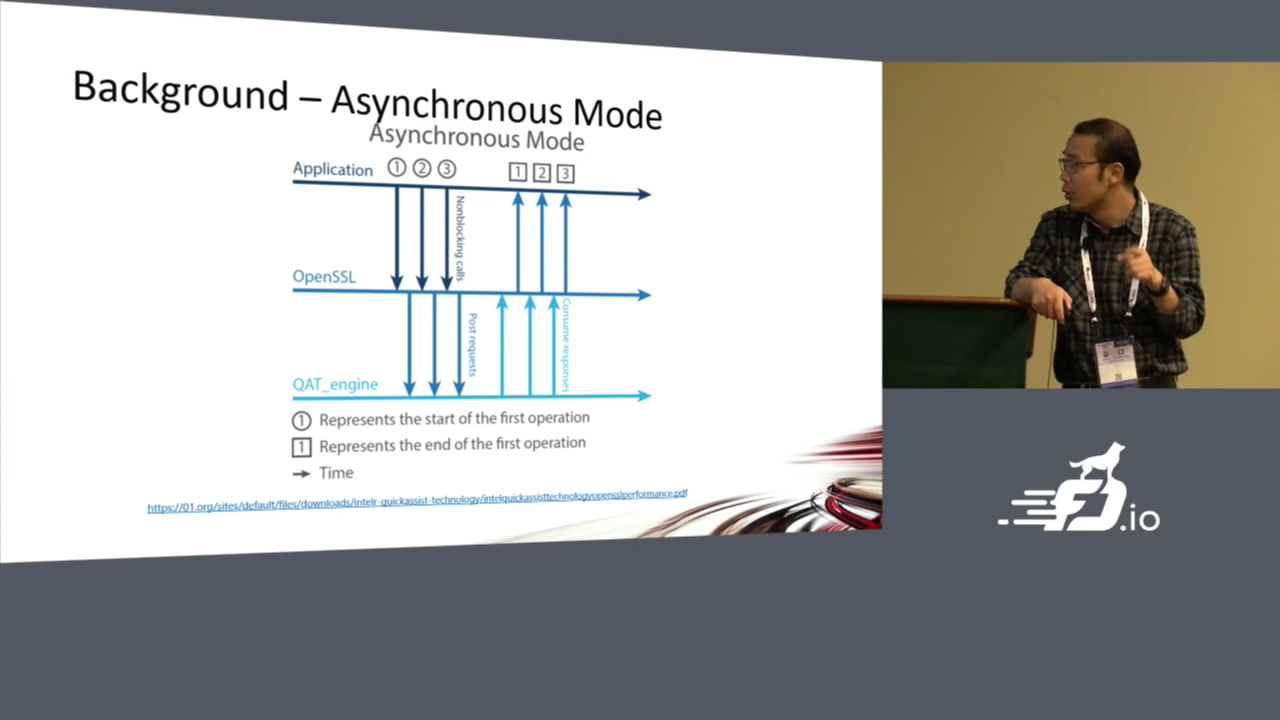 Background – Asynchronous Mode
Asynchronous Mode
Application 1 2 3 1 2 3
Nonblocking calls
OpenSSL
Post requests
Consume responses
QAT_engine
1 Represents the start of the first operation
1 Represents the end of the first operation
Time
https://01.org/sites/default/files/downloads/intelr-quickassist-technology/intelquickassisttechnologyopensslperformance.pdf
FD.io